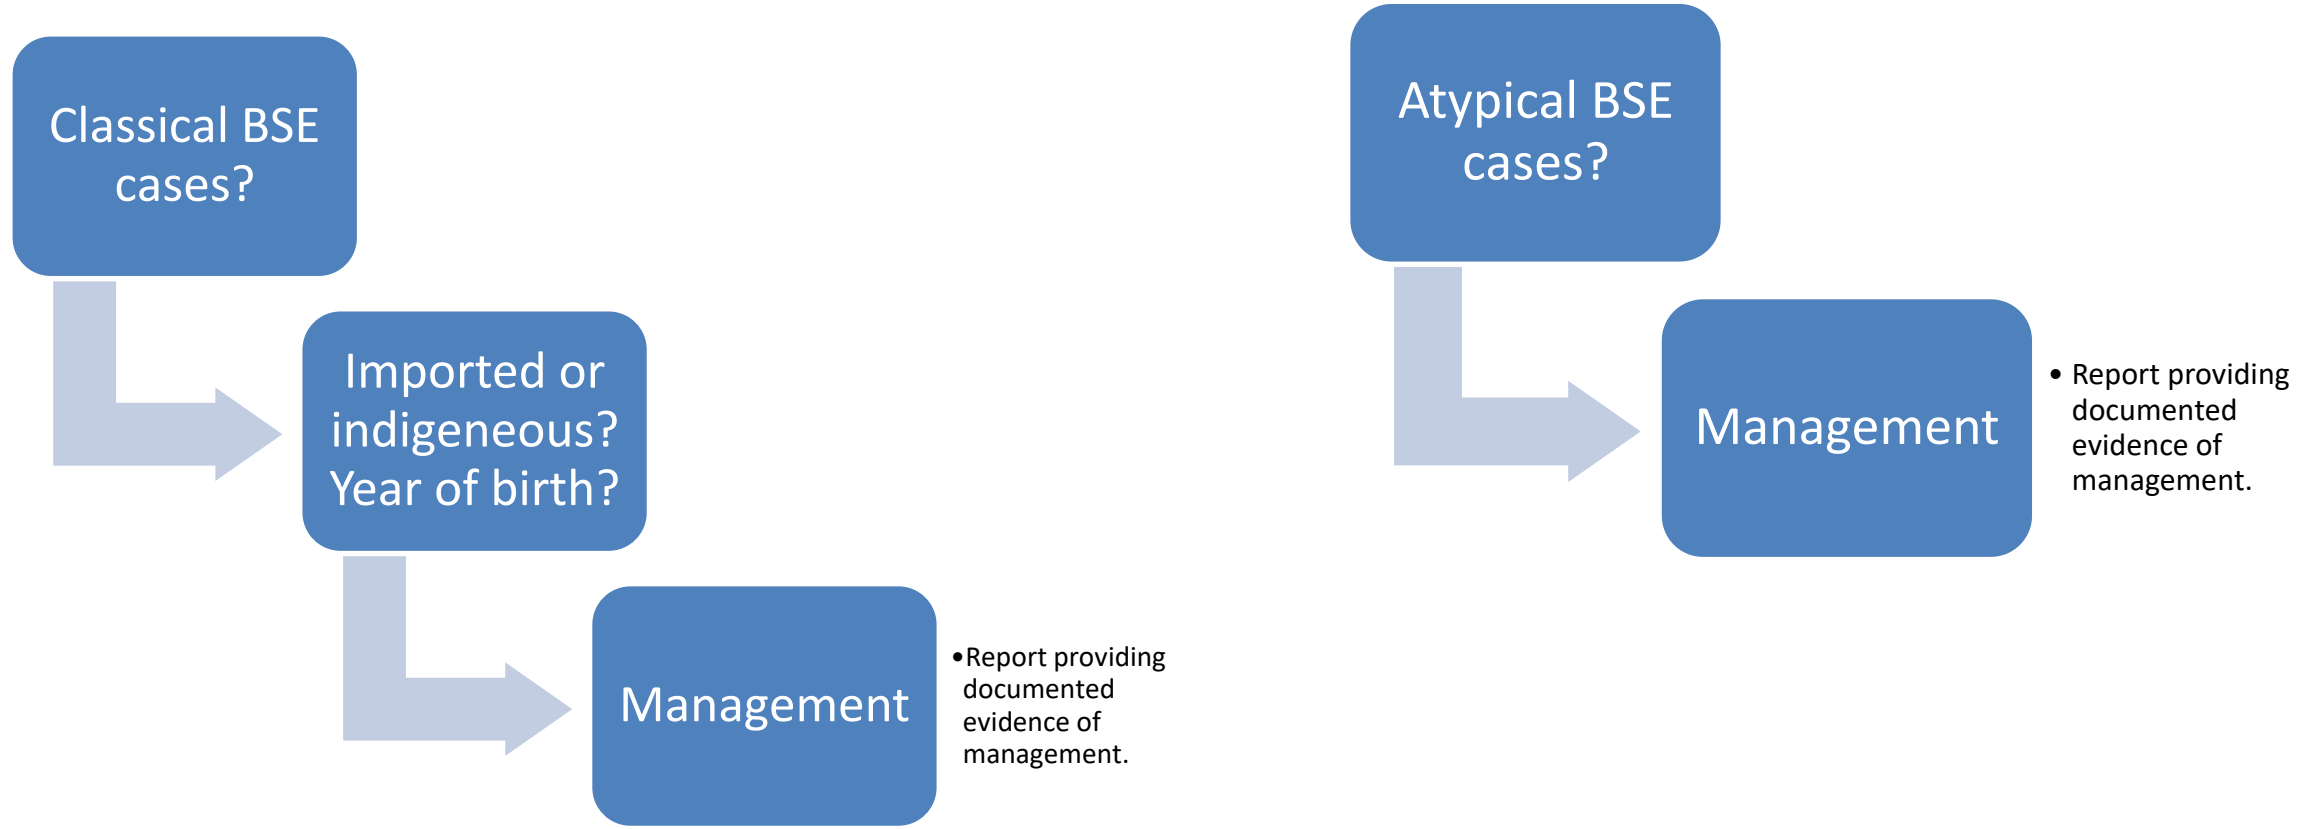 Classical BSE
cases?
Imported or
indigeneous?
Year of birth?
Management
•Report providing
documented
evidence of
management.
Atypical BSE
cases?
Management
• Report providing
documented
evidence of
management.